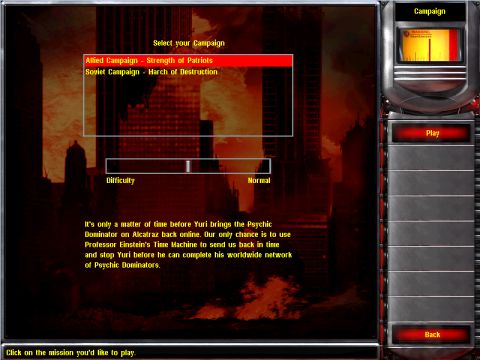 Campaign
Select your Campaign
Allied Campaign - Strength of Patriots
Soviet Campaign - Harch of Destruction
Play
Difficulty
Normal
It's only a matter of time before Yuri brings the Psychic
Dominator on Alcatraz back online. Our only chance is to use
Professor Einstein's Time Machine to send us back in time
and stop Yuri before he can complete his worldwide network
of Psychic Dominators.
Back
Click on the mission you'd like to play.